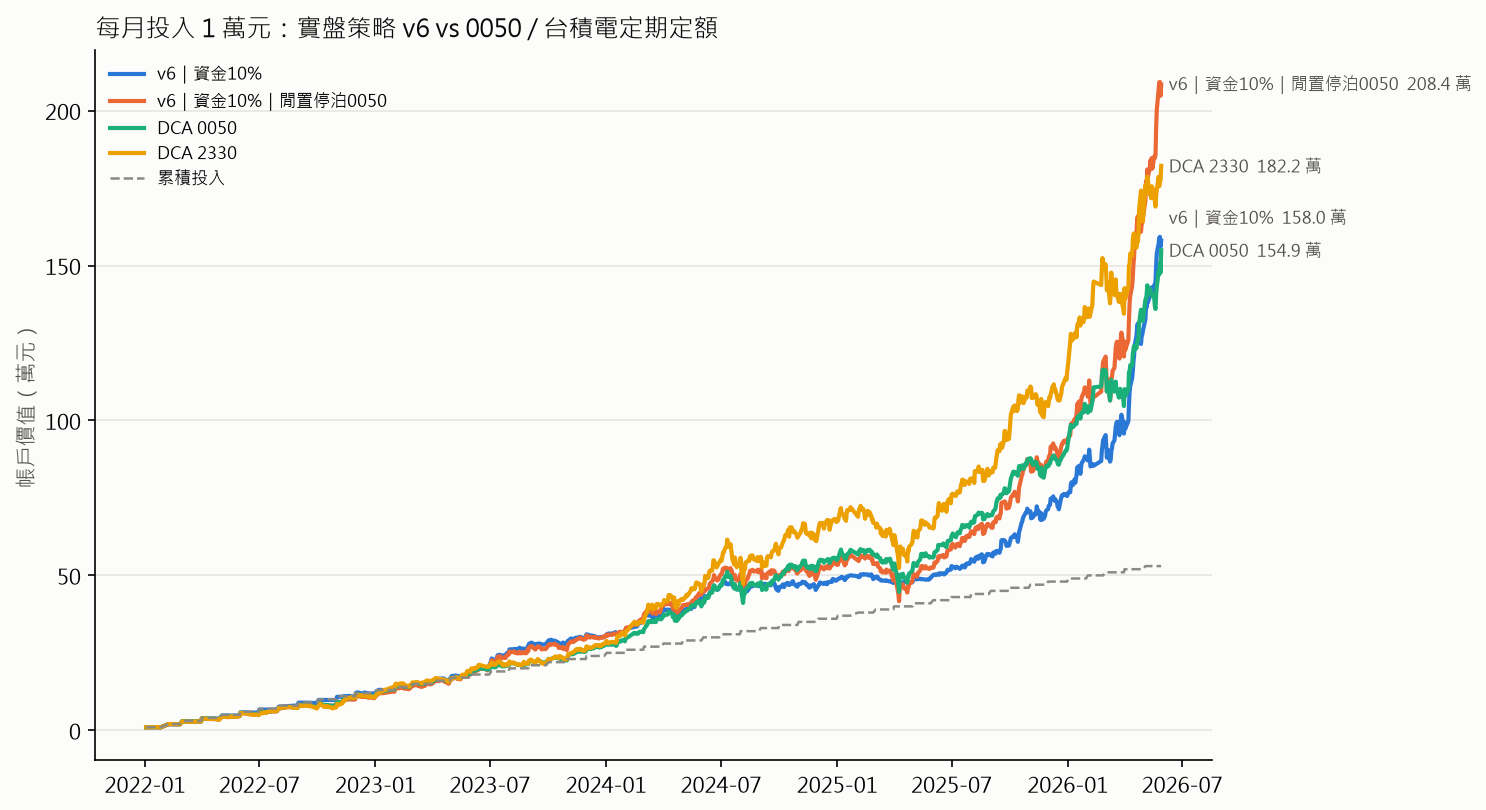 每月投入 1 萬元：實盤策略 v6 vs 0050 / 台積電定期定額
v6｜資金10%
v6｜資金10%｜閒置停泊0050
DCA 0050
DCA 2330
累積投入
v6｜資金10%｜閒置停泊0050 208.4 萬
DCA 2330 182.2 萬
v6｜資金10% 158.0 萬
DCA 0050 154.9 萬
帳戶價值（萬元）
200
150
100
50
0
2022-01 2022-07 2023-01 2023-07 2024-01 2024-07 2025-01 2025-07 2026-01 2026-07